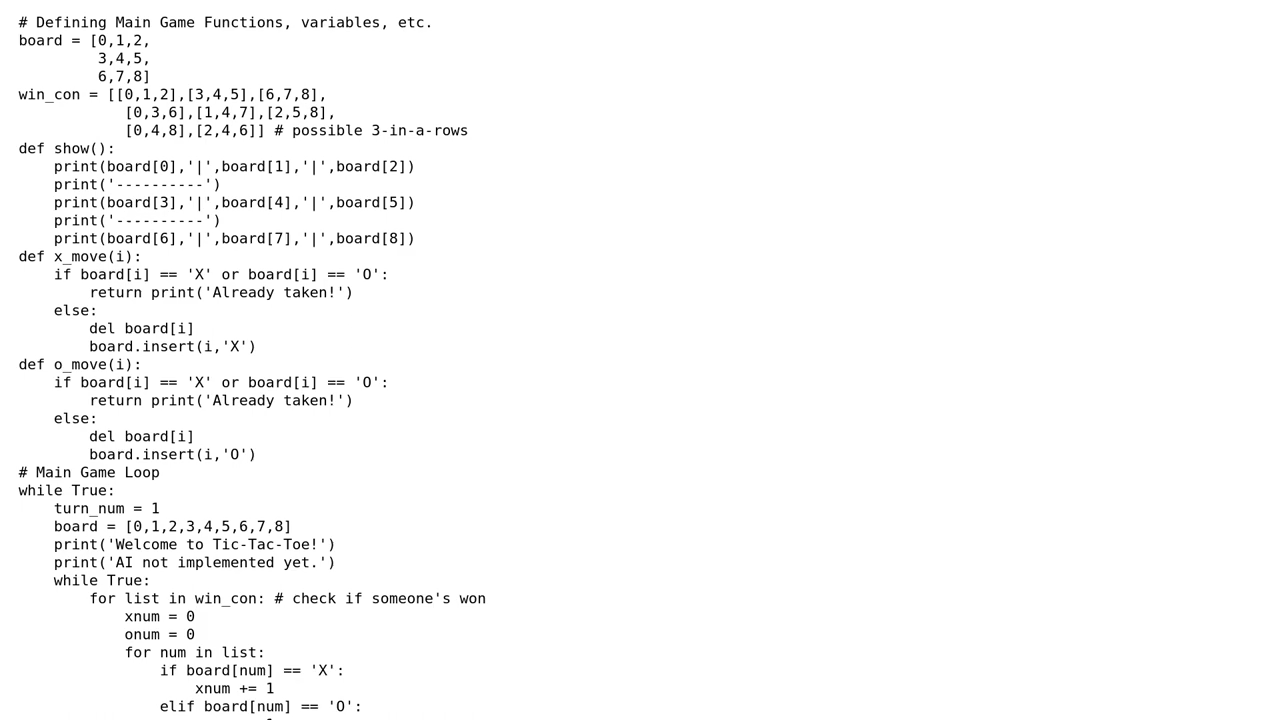 # Defining Main Game Functions, variables, etc.
board = [0,1,2,
         3,4,5,
         6,7,8]
win_con = [[0,1,2],[3,4,5],[6,7,8],
            [0,3,6],[1,4,7],[2,5,8],
            [0,4,8],[2,4,6]] # possible 3-in-a-rows
def show():
    print(board[0],'|',board[1],'|',board[2])
    print('----------')
    print(board[3],'|',board[4],'|',board[5])
    print('----------')
    print(board[6],'|',board[7],'|',board[8])
def x_move(i):
    if board[i] == 'X' or board[i] == 'O':
        return print('Already taken!')
    else:
        del board[i]
        board.insert(i,'X')
def o_move(i):
    if board[i] == 'X' or board[i] == 'O':
        return print('Already taken!')
    else:
        del board[i]
        board.insert(i,'O')
# Main Game Loop
while True:
    turn_num = 1
    board = [0,1,2,3,4,5,6,7,8]
    print('Welcome to Tic-Tac-Toe!')
    print('AI not implemented yet.')
    while True:
        for list in win_con: # check if someone's won
            xnum = 0
            onum = 0
            for num in list:
                if board[num] == 'X':
                    xnum += 1
                elif board[num] == 'O':